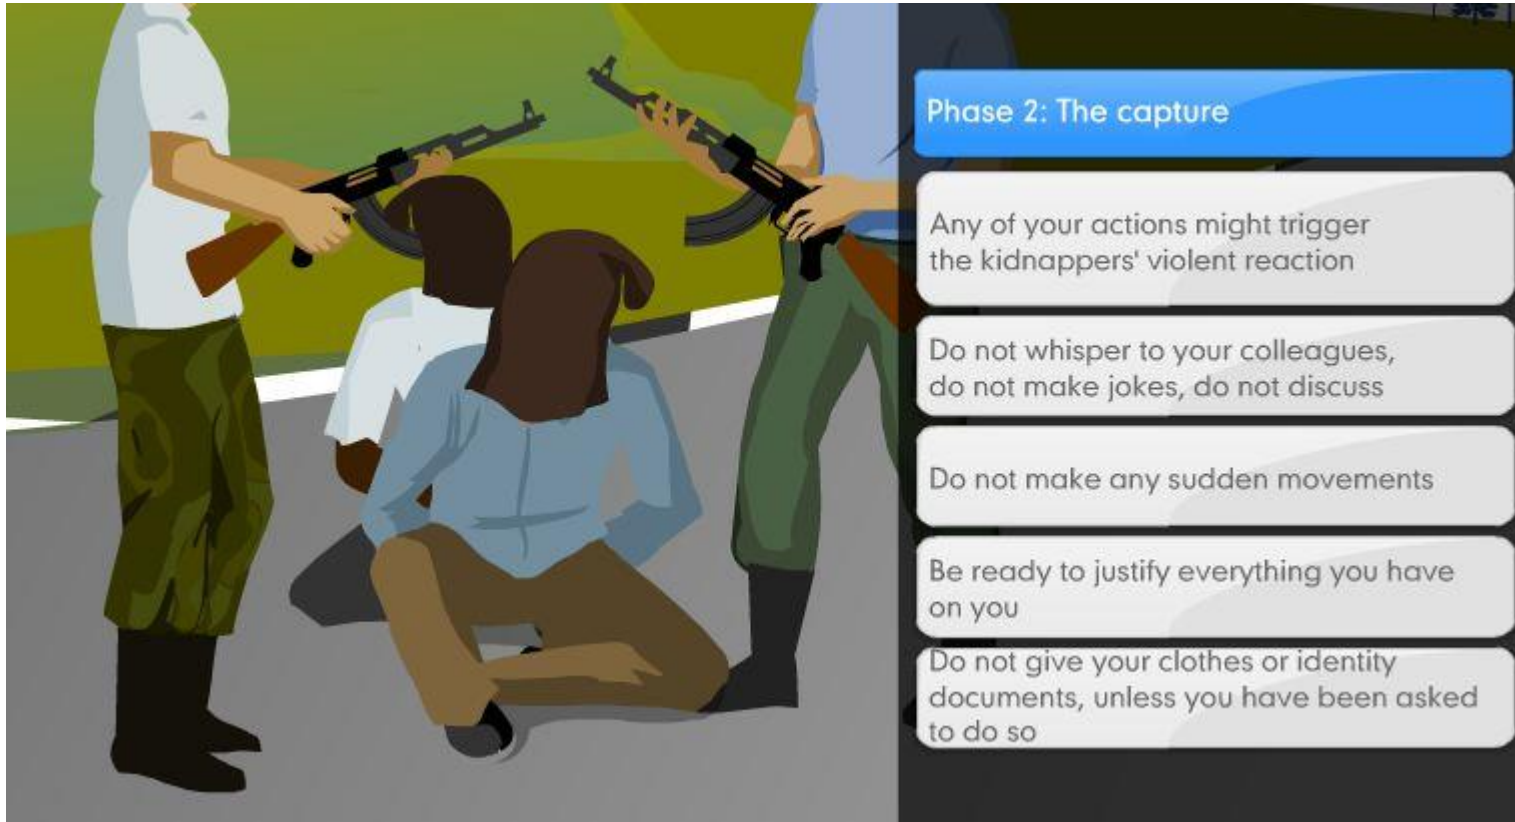 Phase 2: The capture
Any of your actions might trigger
the kidnappers' violent reaction
Do not whisper to your colleagues,
do not make jokes, do not discuss
Do not make any sudden movements
Be ready to justify everything you have
on you
Do not give your clothes or identity
documents, unless you have been asked
to do so